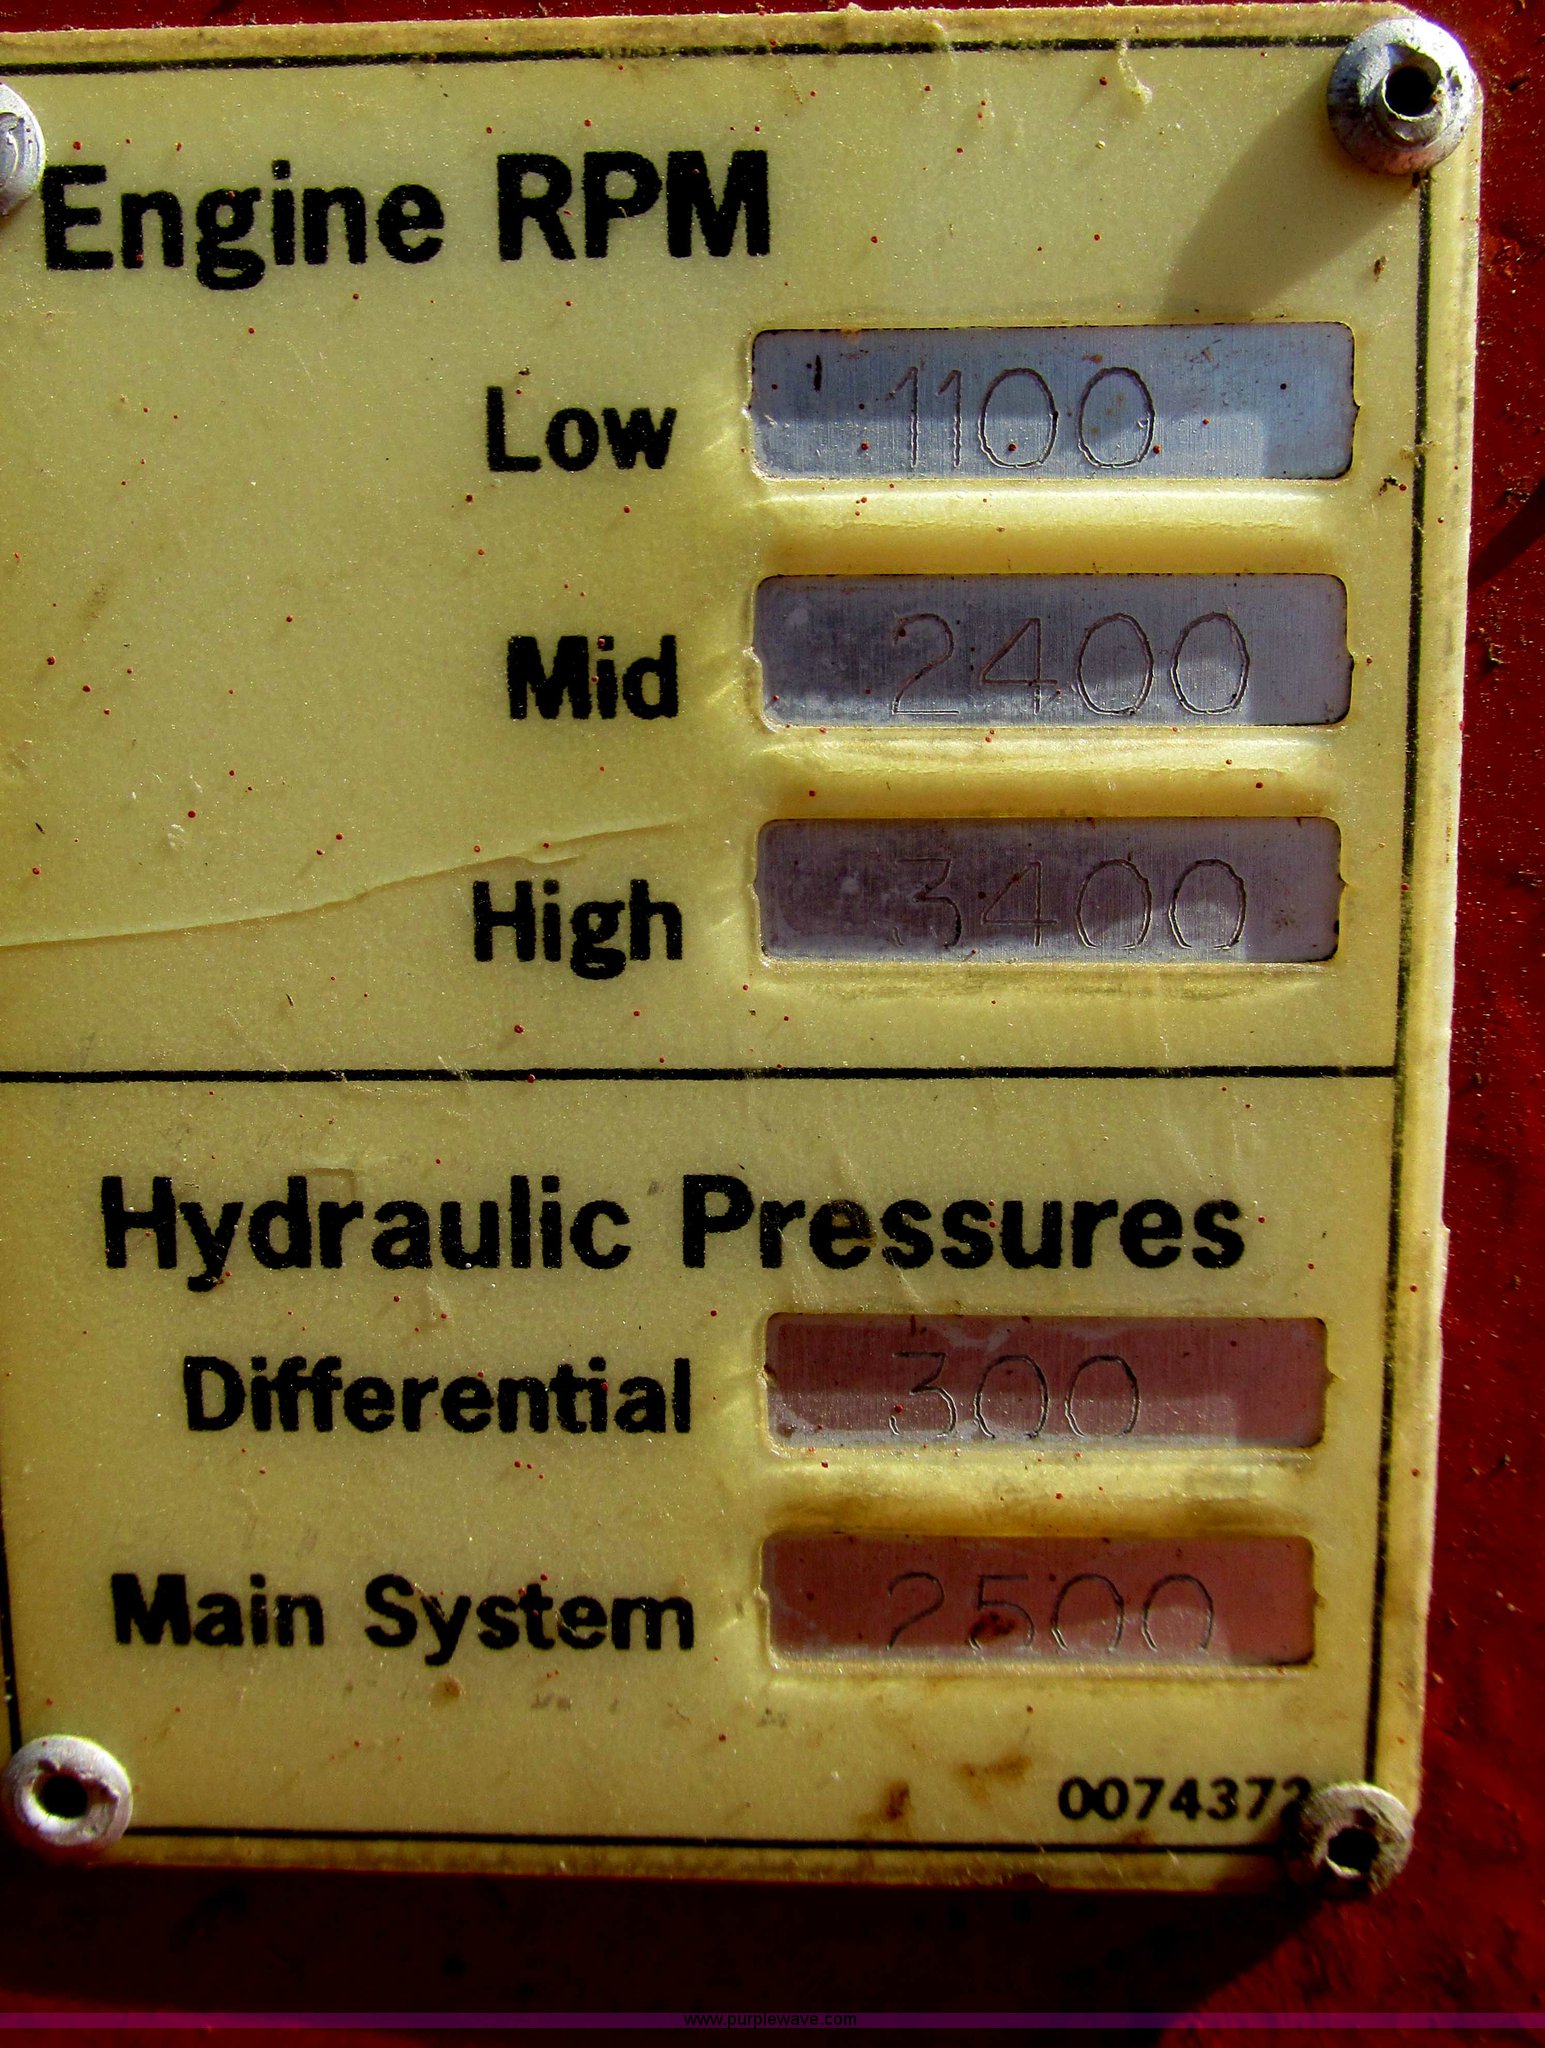 Engine RPM
Low 1100
Mid 2400
High 3400
Hydraulic Pressures
Differential 300
Main System 2500
0074372
www.purplewave.com